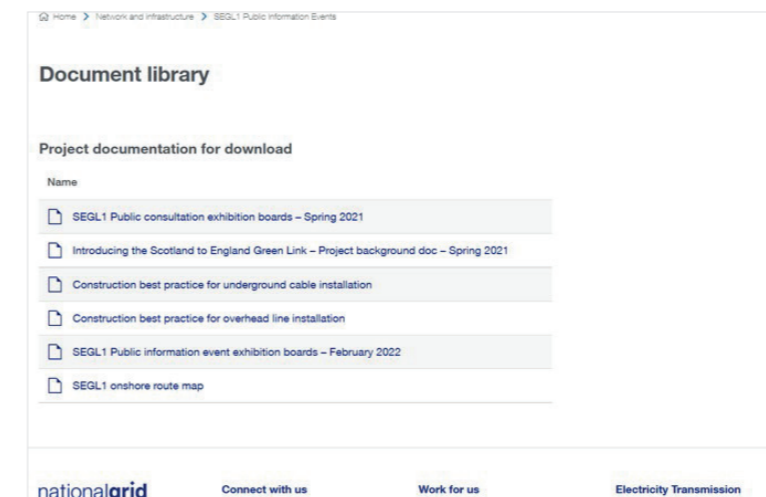 Home > Network and infrastructure > SEGL1 Public Information Events
Document library
Project documentation for download
Name
SEGL1 Public consultation exhibition boards – Spring 2021
Introducing the Scotland to England Green Link – Project background doc – Spring 2021
Construction best practice for underground cable installation
Construction best practice for overhead line installation
SEGL1 Public information event exhibition boards – February 2022
SEGL1 onshore route map
nationalgrid Connect with us Work for us Electricity Transmission